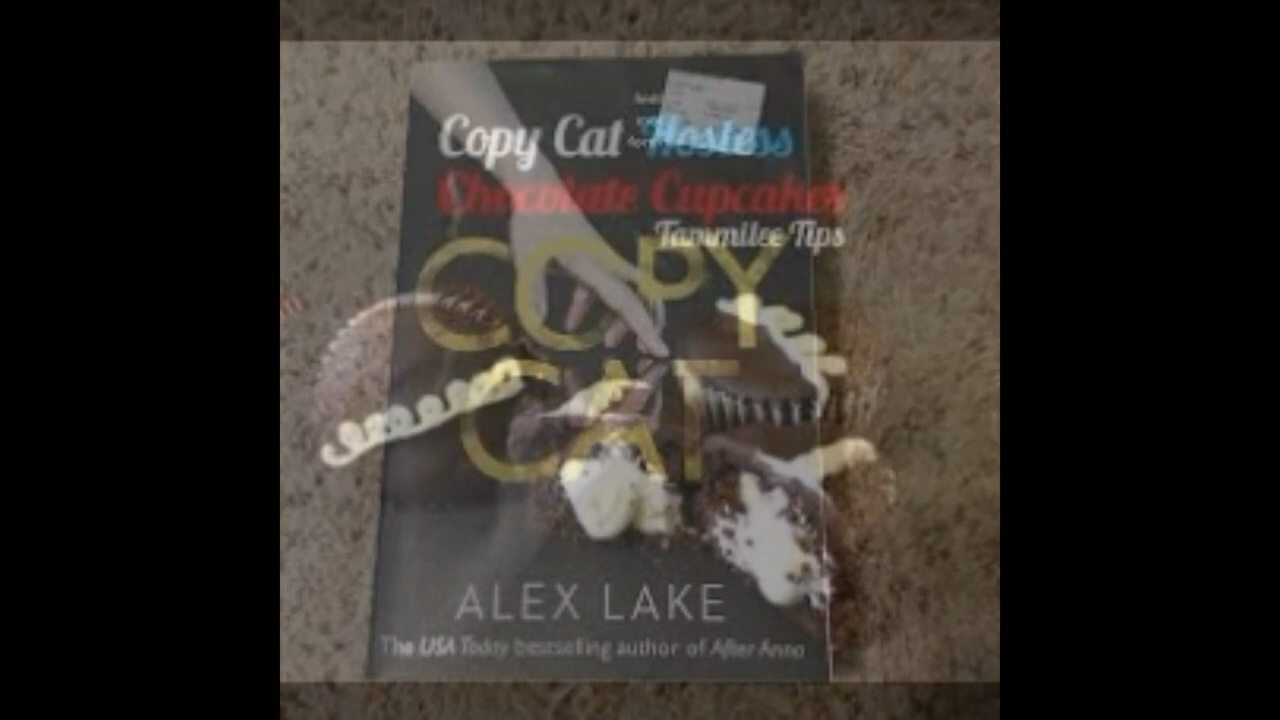 Copy Cat Hostess
Chocolate Cupcakes
Tammilee Tips
COPY
CAT
ALEX LAKE
The USA Today bestselling author of After Anna